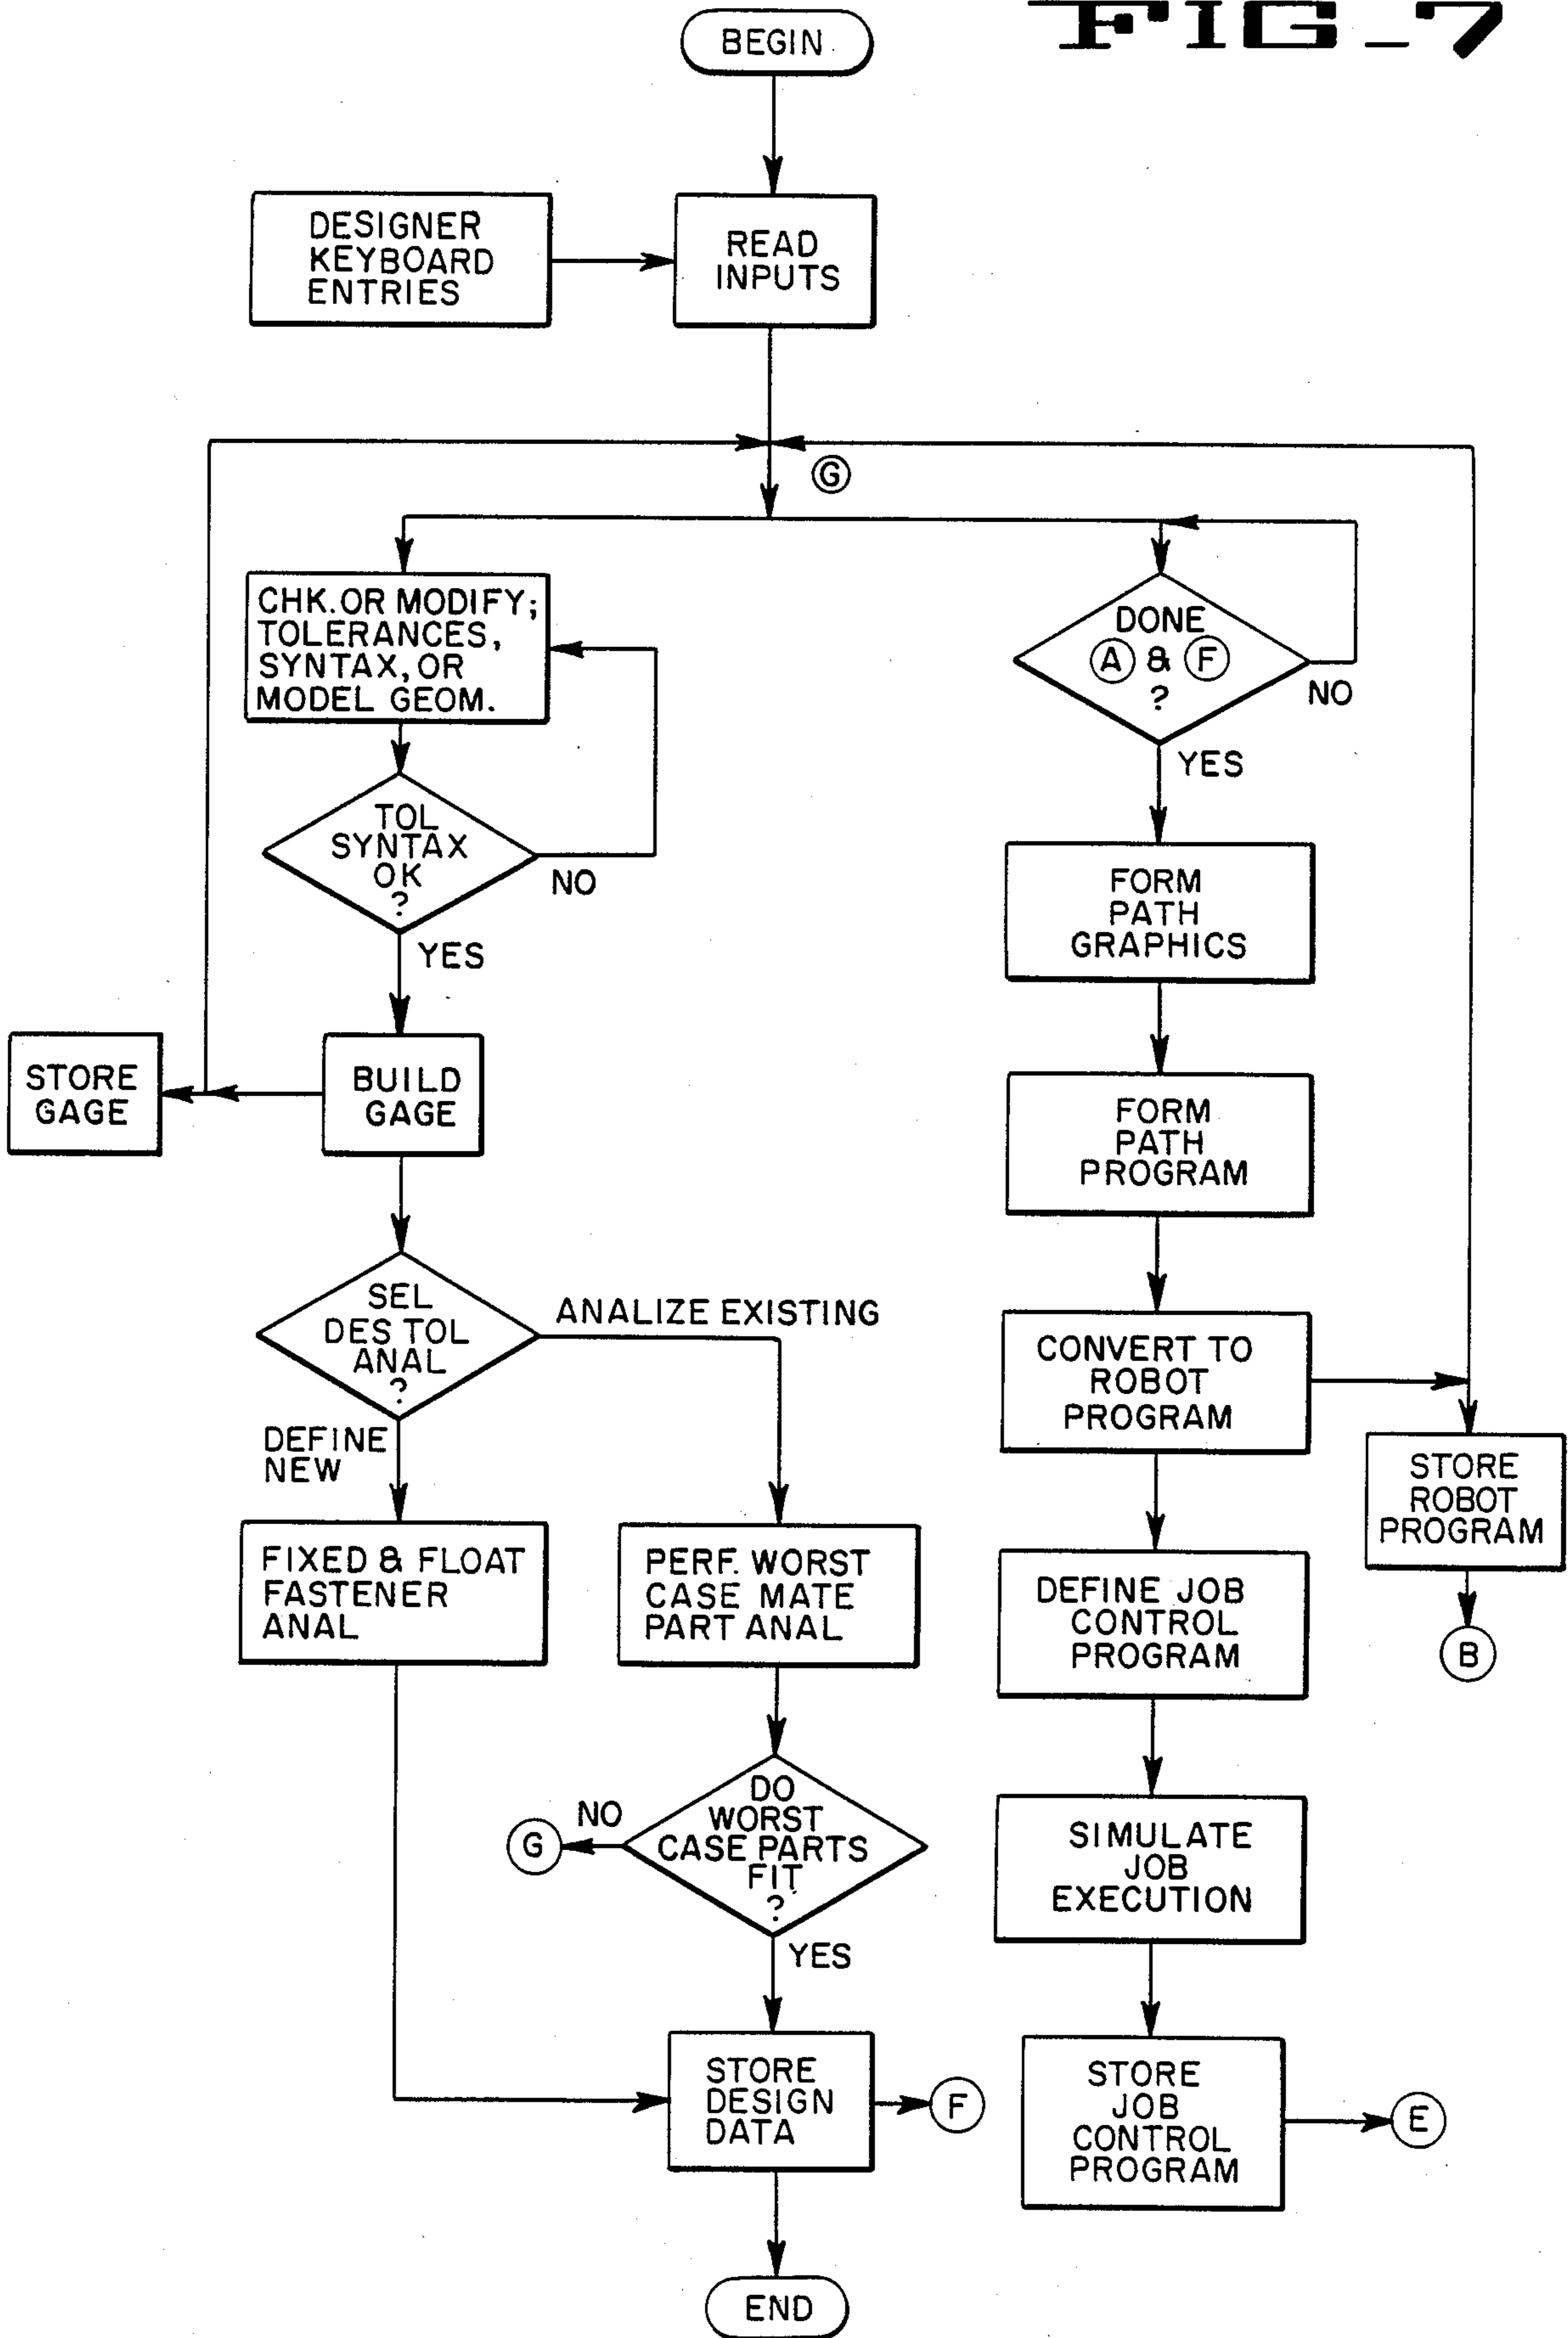 FIG_7
BEGIN
DESIGNER
KEYBOARD
ENTRIES
READ
INPUTS
G
CHK. OR MODIFY;
TOLERANCES,
SYNTAX, OR
MODEL GEOM.
TOL
SYNTAX
OK
?
NO
YES
STORE
GAGE
BUILD
GAGE
SEL
DES TOL
ANAL
?
ANALIZE EXISTING
DEFINE
NEW
FIXED & FLOAT
FASTENER
ANAL
PERF. WORST
CASE MATE
PART ANAL
DO
WORST
CASE PARTS
FIT
?
NO
G
YES
STORE
DESIGN
DATA
F
END
DONE
A & F
?
NO
YES
FORM
PATH
GRAPHICS
FORM
PATH
PROGRAM
CONVERT TO
ROBOT
PROGRAM
STORE
ROBOT
PROGRAM
B
DEFINE JOB
CONTROL
PROGRAM
SIMULATE
JOB
EXECUTION
STORE
JOB
CONTROL
PROGRAM
E